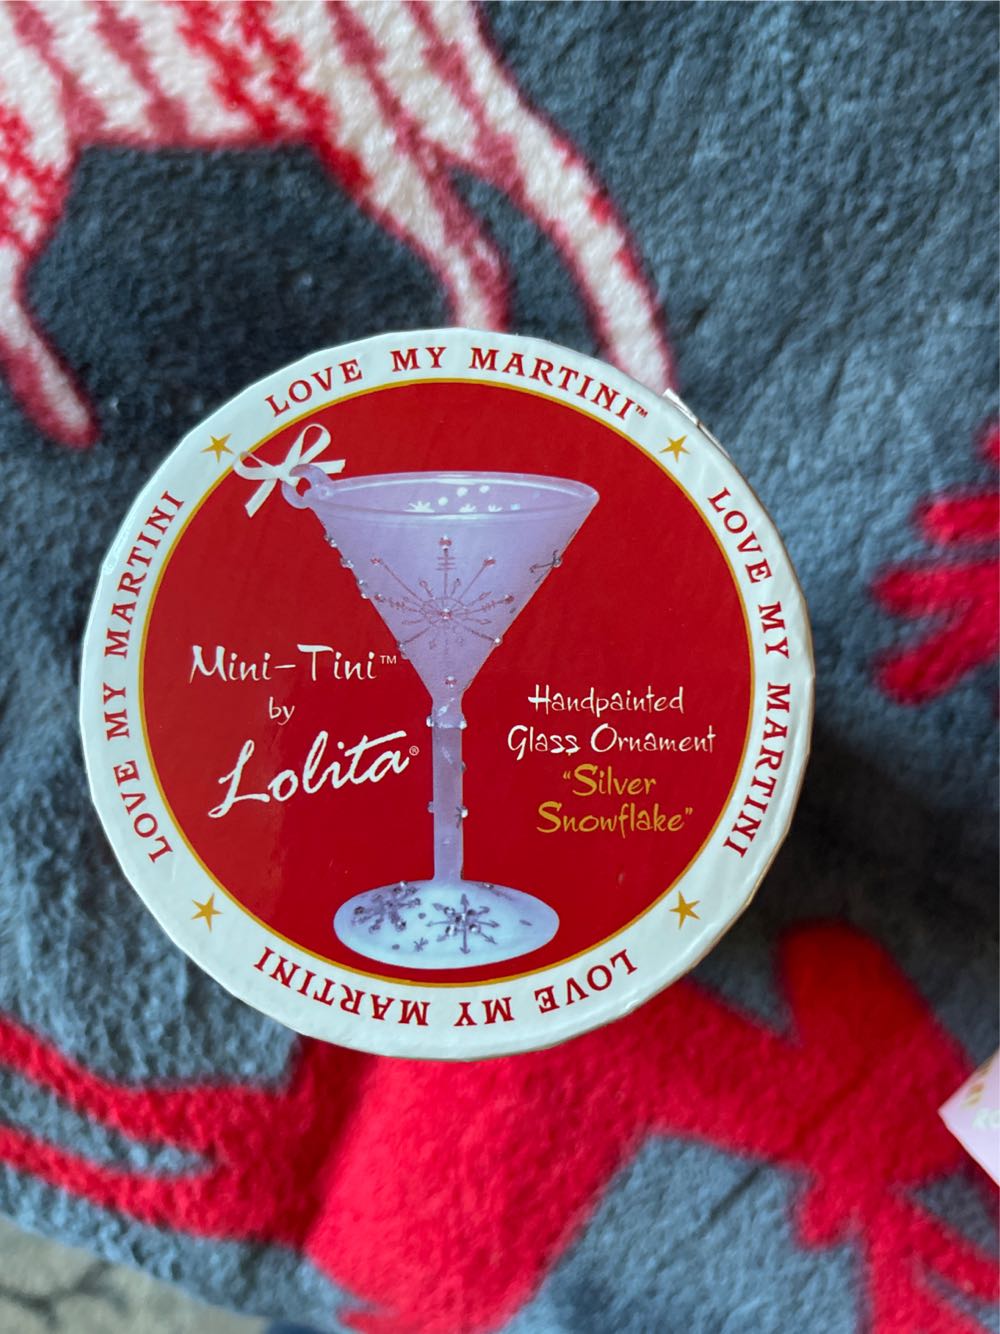 LOVE MY MARTINI™
LOVE MY MARTINI
LOVE MY MARTINI
LOVE MY MARTINI
Mini-Tini™
by
Lolita®
Handpainted
Glass Ornament
"Silver
Snowflake"